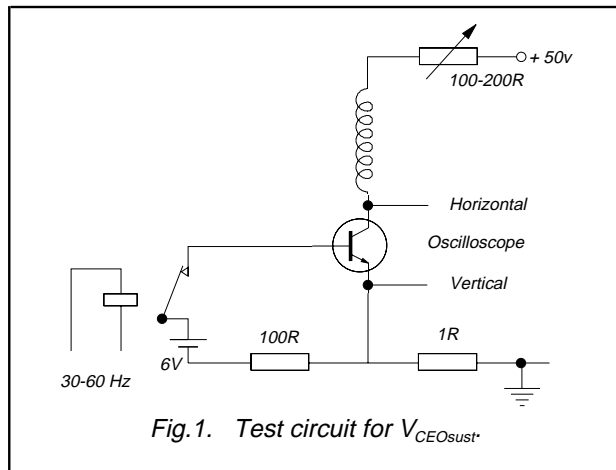 + 50v
100-200R
Horizontal
Oscilloscope
Vertical
100R
1R
6V
30-60 Hz
Fig.1. Test circuit for VCEOsust.